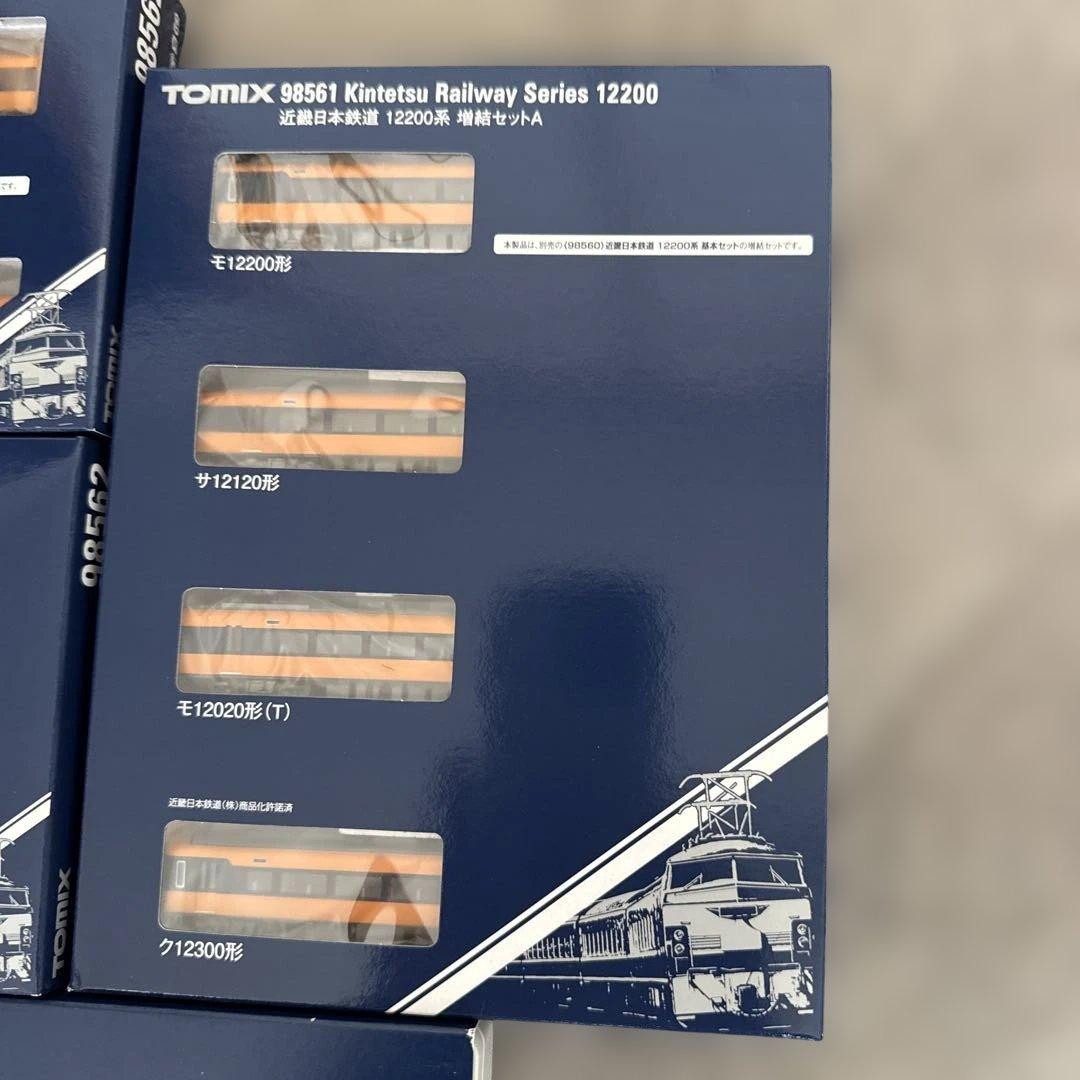 98562
です。
TOMIX
98562
TOMIX
TOMIX 98561 Kintetsu Railway Series 12200
近畿日本鉄道 12200系 増結セットA
モ12200形
本製品は、別売の〈98560〉近畿日本鉄道 12200系 基本セットの増結セットです。
サ12120形
モ12020形(T)
近畿日本鉄道(株)商品化許諾済
ク12300形